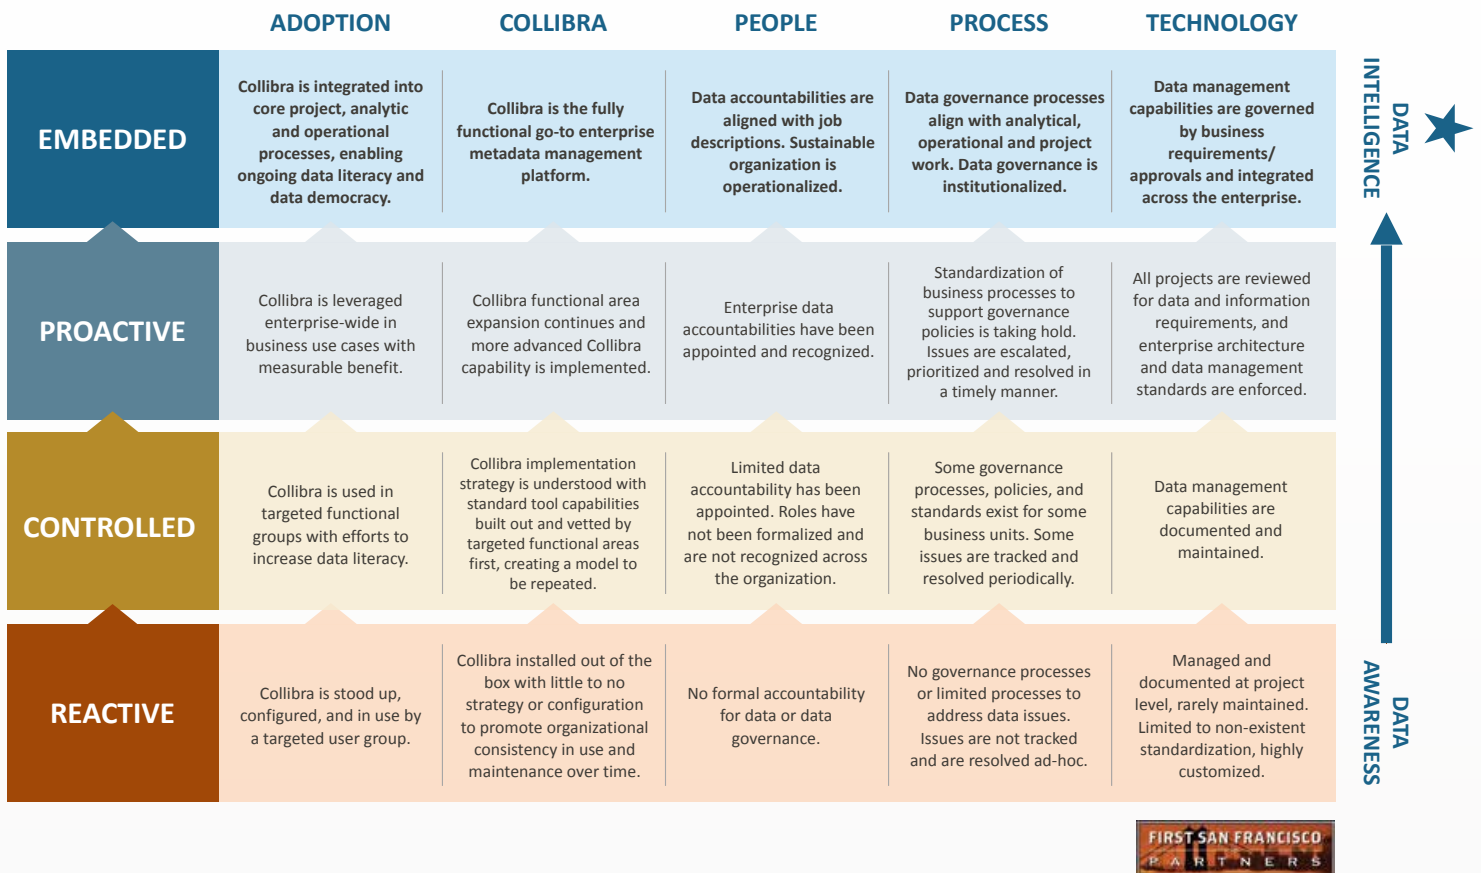 ADOPTION
COLLIBRA
PEOPLE
PROCESS
TECHNOLOGY
EMBEDDED
Collibra is integrated into
core project, analytic
and operational
processes, enabling
ongoing data literacy and
data democracy.
Collibra is the fully
functional go-to enterprise
metadata management
platform.
Data accountabilities are
aligned with job
descriptions. Sustainable
organization is
operationalized.
Data governance processes
align with analytical,
operational and project
work. Data governance is
institutionalized.
Data management
capabilities are governed
by business
requirements/
approvals and integrated
across the enterprise.
DATA
INTELLIGENCE
PROACTIVE
Collibra is leveraged
enterprise-wide in
business use cases with
measurable benefit.
Collibra functional area
expansion continues and
more advanced Collibra
capability is implemented.
Enterprise data
accountabilities have been
appointed and recognized.
Standardization of
business processes to
support governance
policies is taking hold.
Issues are escalated,
prioritized and resolved in
a timely manner.
All projects are reviewed
for data and information
requirements, and
enterprise architecture
and data management
standards are enforced.
CONTROLLED
Collibra is used in
targeted functional
groups with efforts to
increase data literacy.
Collibra implementation
strategy is understood with
standard tool capabilities
built out and vetted by
targeted functional areas
first, creating a model to
be repeated.
Limited data
accountability has been
appointed. Roles have
not been formalized and
are not recognized across
the organization.
Some governance
processes, policies, and
standards exist for some
business units. Some
issues are tracked and
resolved periodically.
Data management
capabilities are
documented and
maintained.
REACTIVE
Collibra is stood up,
configured, and in use by
a targeted user group.
Collibra installed out of the
box with little to no
strategy or configuration
to promote organizational
consistency in use and
maintenance over time.
No formal accountability
for data or data
governance.
No governance processes
or limited processes to
address data issues.
Issues are not tracked
and are resolved ad-hoc.
Managed and
documented at project
level, rarely maintained.
Limited to non-existent
standardization, highly
customized.
DATA
AWARENESS
FIRST SAN FRANCISCO
PARTNERS